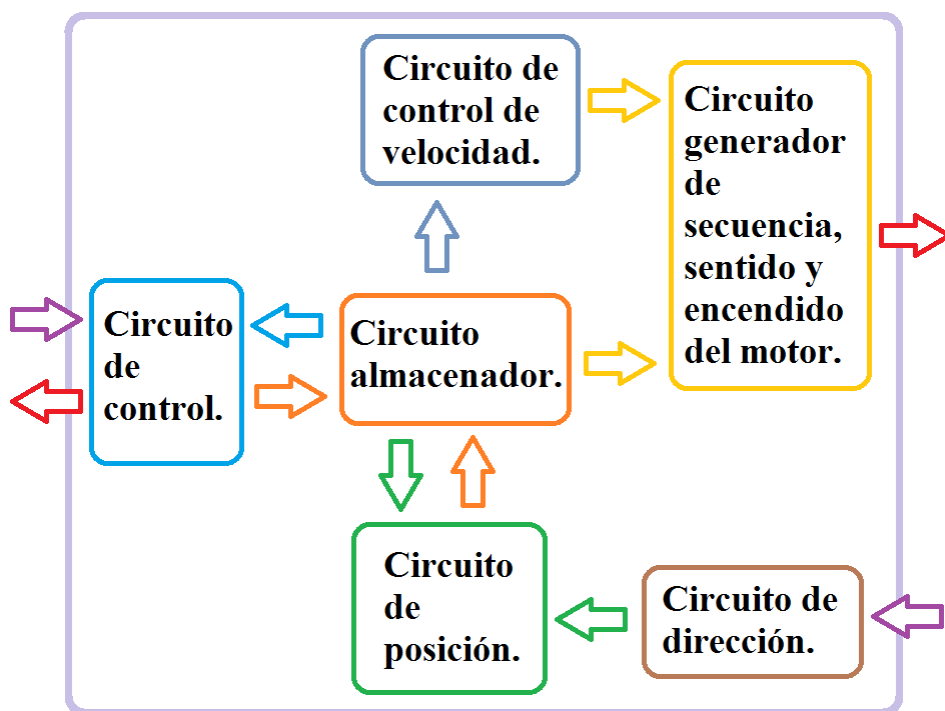 Circuito de
control de
velocidad.
Circuito
generador
de
secuencia,
sentido y
encendido
del motor.
Circuito
de
control.
Circuito
almacenador.
Circuito
de
posición.
Circuito de
dirección.